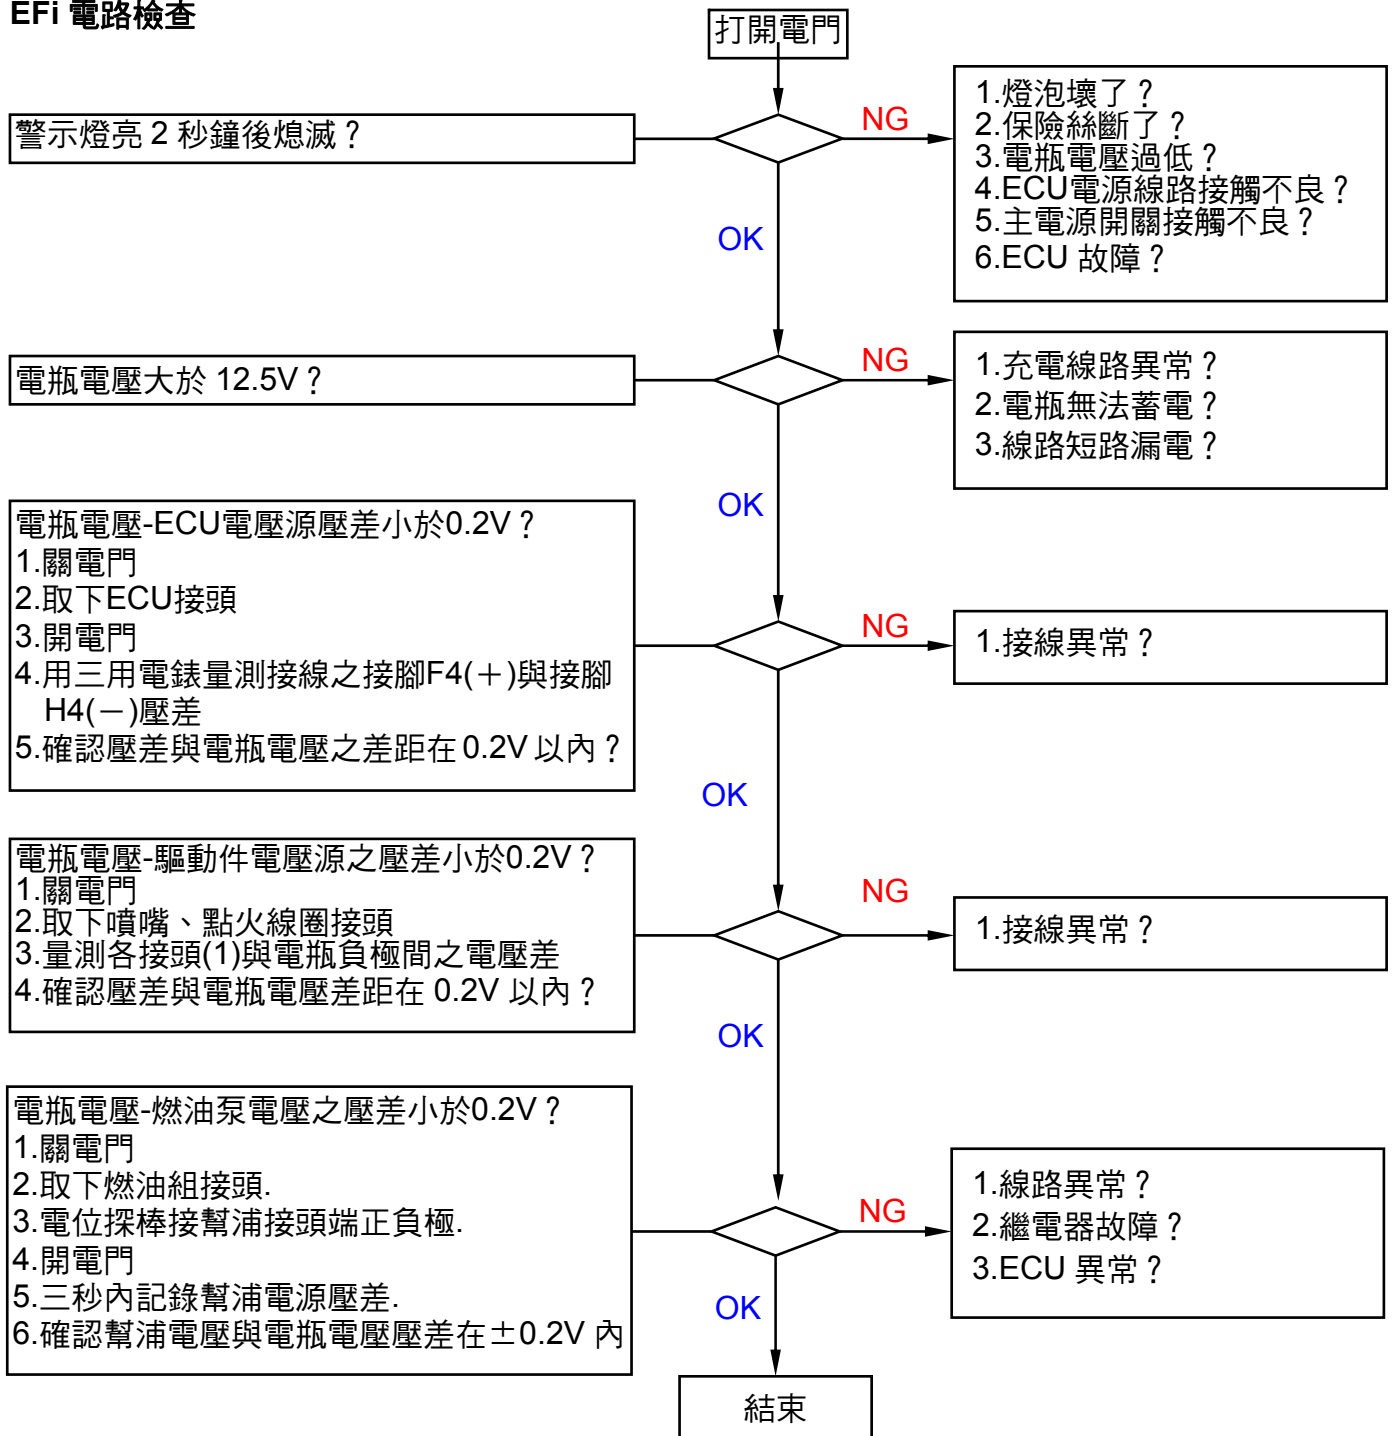 EFi 電路檢查
打開電門
警示燈亮 2 秒鐘後熄滅？
NG
1.燈泡壞了？
2.保險絲斷了？
3.電瓶電壓過低？
4.ECU電源線路接觸不良？
5.主電源開關接觸不良？
6.ECU 故障？
OK
電瓶電壓大於 12.5V？
NG
1.充電線路異常？
2.電瓶無法蓄電？
3.線路短路漏電？
OK
電瓶電壓-ECU電壓源壓差小於0.2V？
1.關電門
2.取下ECU接頭
3.開電門
4.用三用電錶量測接線之接腳F4(＋)與接腳
H4(－)壓差
5.確認壓差與電瓶電壓之差距在 0.2V 以內？
NG
1.接線異常？
OK
電瓶電壓-驅動件電壓源之壓差小於0.2V？
1.關電門
2.取下噴嘴、點火線圈接頭
3.量測各接頭(1)與電瓶負極間之電壓差
4.確認壓差與電瓶電壓差距在 0.2V 以內？
NG
1.接線異常？
OK
電瓶電壓-燃油泵電壓之壓差小於0.2V？
1.關電門
2.取下燃油組接頭.
3.電位探棒接幫浦接頭端正負極.
4.開電門
5.三秒內記錄幫浦電源壓差.
6.確認幫浦電壓與電瓶電壓壓差在±0.2V 內
NG
1.線路異常？
2.繼電器故障？
3.ECU 異常？
OK
結束